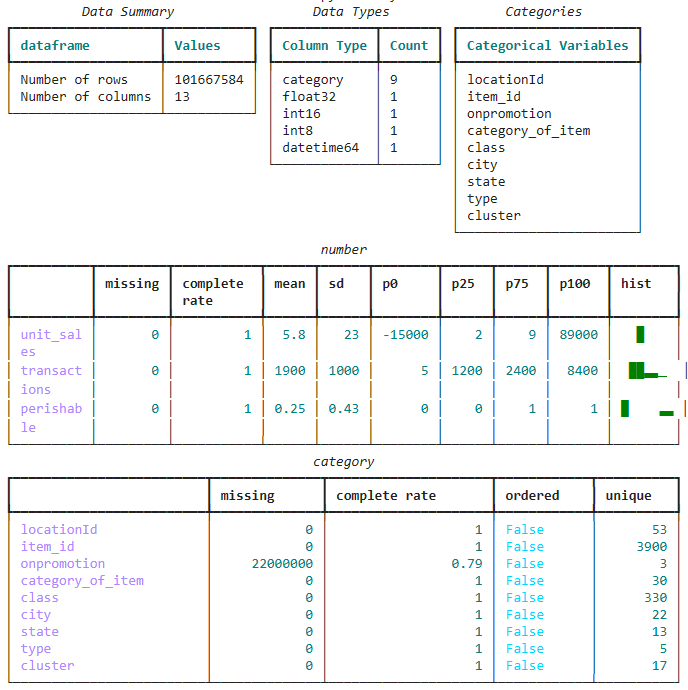 Data Summary Data Types Categories
dataframe Values Column Type Count Categorical Variables
Number of rows 101667584 category 9 locationId
Number of columns 13 float32 1 item_id
int16 1 onpromotion
int8 1 category_of_item
datetime64 1 class
city
state
type
cluster
number
missing complete rate mean sd p0 p25 p75 p100 hist
unit_sales 0 1 5.8 23 -15000 2 9 89000
transactions 0 1 1900 1000 5 1200 2400 8400
perishable 0 1 0.25 0.43 0 0 1 1
category
missing complete rate ordered unique
locationId 0 1 False 53
item_id 0 1 False 3900
onpromotion 22000000 0.79 False 3
category_of_item 0 1 False 30
class 0 1 False 330
city 0 1 False 22
state 0 1 False 13
type 0 1 False 5
cluster 0 1 False 17